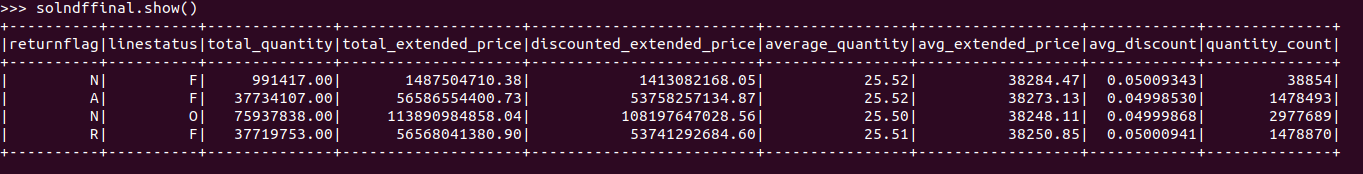 >>> solndffinal.show()
+----------+----------+--------------+--------------------+-------------------------+----------------+------------------+------------+--------------+
|returnflag|linestatus|total_quantity|total_extended_price|discounted_extended_price|average_quantity|avg_extended_price|avg_discount|quantity_count|
+----------+----------+--------------+--------------------+-------------------------+----------------+------------------+------------+--------------+
|         N|         F|     991417.00|       1487504710.38|            1413082168.05|           25.52|          38284.47|  0.05009343|         38854|
|         A|         F|   37734107.00|      56586554400.73|           53758257134.87|           25.52|          38273.13|  0.04998530|       1478493|
|         N|         O|   75937838.00|     113890984858.04|          108197647028.56|           25.50|          38248.11|  0.04999868|       2977689|
|         R|         F|   37719753.00|      56568041380.90|           53741292684.60|           25.51|          38250.85|  0.05000941|       1478870|
+----------+----------+--------------+--------------------+-------------------------+----------------+------------------+------------+--------------+